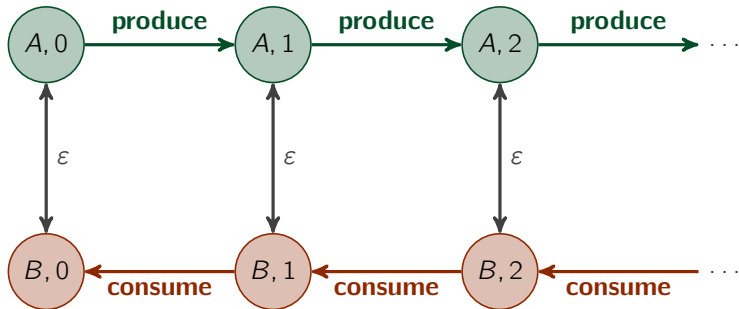 produce produce produce
A, 0 A, 1 A, 2 ...
ε ε ε
B, 0 B, 1 B, 2 ...
consume consume consume